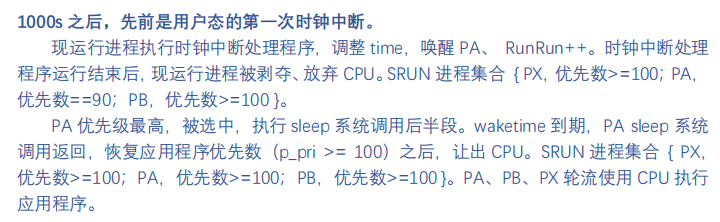 1000s 之后，先前是用户态的第一次时钟中断。
现运行进程执行时钟中断处理程序，调整 time，唤醒 PA、 RunRun++。时钟中断处理
程序运行结束后，现运行进程被剥夺、放弃 CPU。SRUN 进程集合｛PX，优先数>=100；PA，
优先数==90；PB，优先数>=100｝。
PA 优先级最高，被选中，执行 sleep 系统调用后半段。waketime 到期，PA sleep 系统
调用返回，恢复应用程序优先数（p_pri >= 100）之后，让出 CPU。SRUN 进程集合｛PX，
优先数>=100；PA，优先数>=100；PB，优先数>=100｝。PA、PB、PX 轮流使用 CPU 执行
应用程序。